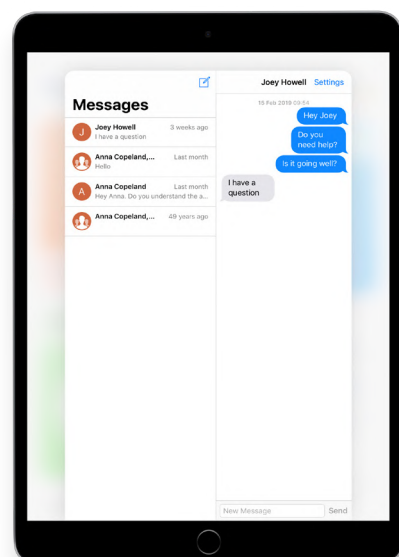 Messages
Joey Howell 3 weeks ago
I have a question
Anna Copeland,... Last month
Hello
Anna Copeland Last month
Hey Anna. Do you understand the a...
Anna Copeland,... 49 years ago
J
A
Joey Howell Settings
19 Feb 2019 09:54
Hey Joey
Do you
need help?
Is it going well?
I have a
question
New Message Send